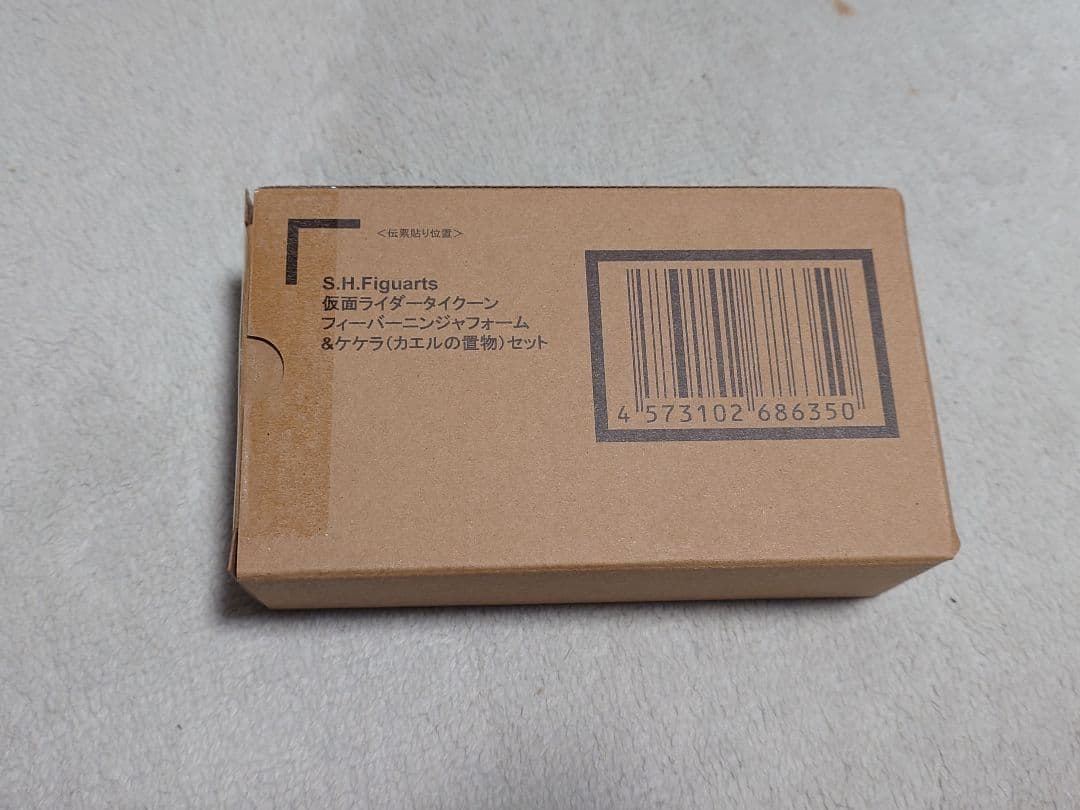 <伝票貼り位置>
S.H.Figuarts
仮面ライダータイクーン
フィーバーニンジャフォーム
&ケケラ(カエルの置物)セット
4 573102 686350